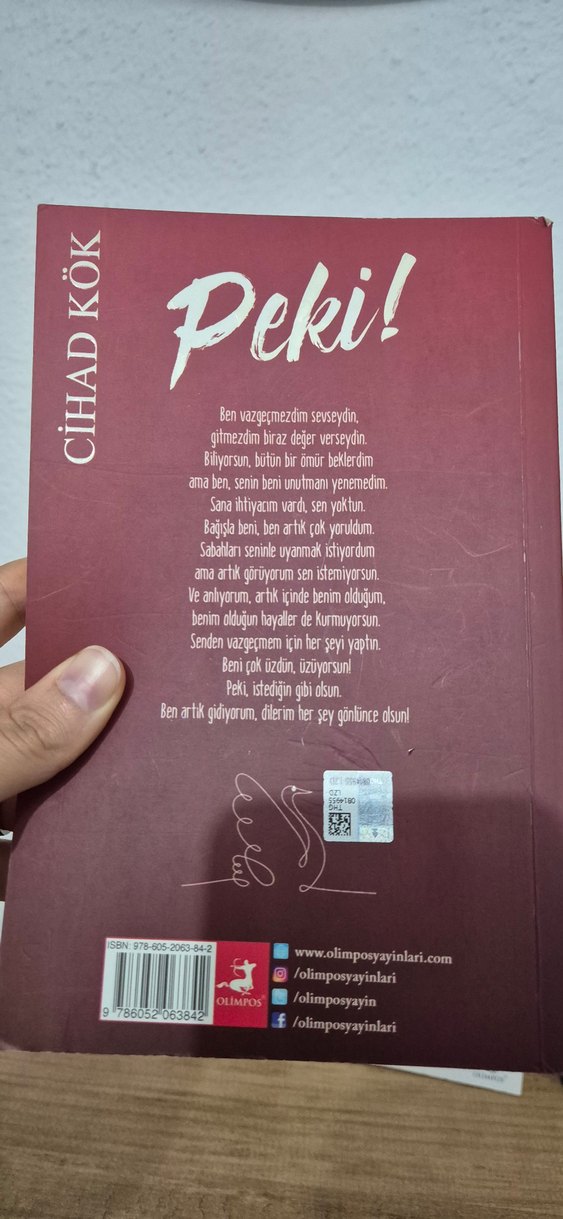 CİHAD KÖK
Peki!
Ben vazgeçmezdim sevseydin,
gitmezdim biraz değer verseydin.
Biliyorsun, bütün bir ömür beklerdim
ama ben, senin beni unutmanı yenemedim.
Sana ihtiyacım vardı, sen yoktun.
Bağışla beni, ben artık çok yoruldum.
Sabahları seninle uyanmak istiyordum
ama artık görüyorum sen istemiyorsun.
Ve anlıyorum, artık içinde benim olduğum,
benim olduğun hayaller de kurmuyorsun.
Senden vazgeçmem için her şeyi yaptın.
Beni çok üzdün, üzüyorsun!
Peki, istediğin gibi olsun.
Ben artık gidiyorum, dilerim her şey gönlünce olsun!
THG
0814955
LZD
ISBN: 978-605-2063-84-2
9 786052 063842
OLİMPOS
www.olimposyayinlari.com
/olimposyayinlari
/olimposyayin
/olimposyayinlari